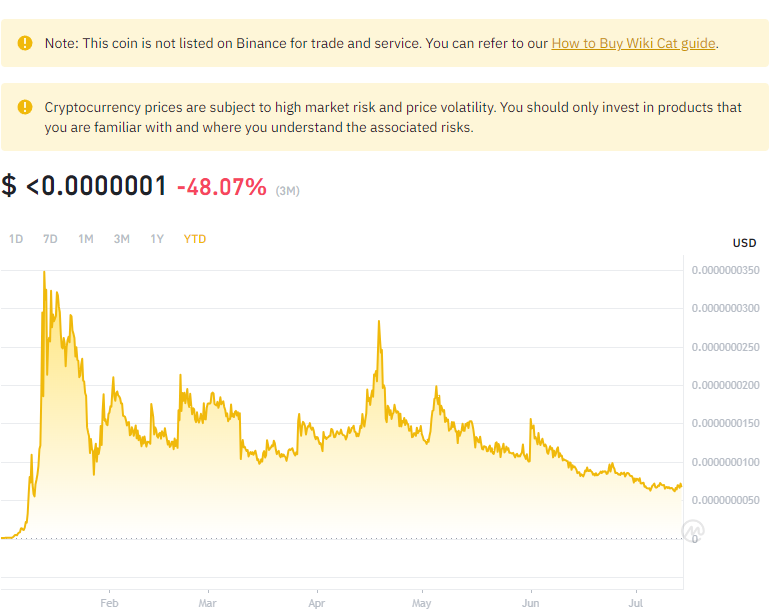 Note: This coin is not listed on Binance for trade and service. You can refer to our How to Buy Wiki Cat guide.
Cryptocurrency prices are subject to high market risk and price volatility. You should only invest in products that
you are familiar with and where you understand the associated risks.
$ <0.0000001 -48.07% (3M)
1D 7D 1M 3M 1Y YTD
USD
0.0000000350
0.0000000300
0.0000000250
0.0000000200
0.0000000150
0.0000000100
0.0000000050
0
Feb Mar Apr May Jun Jul